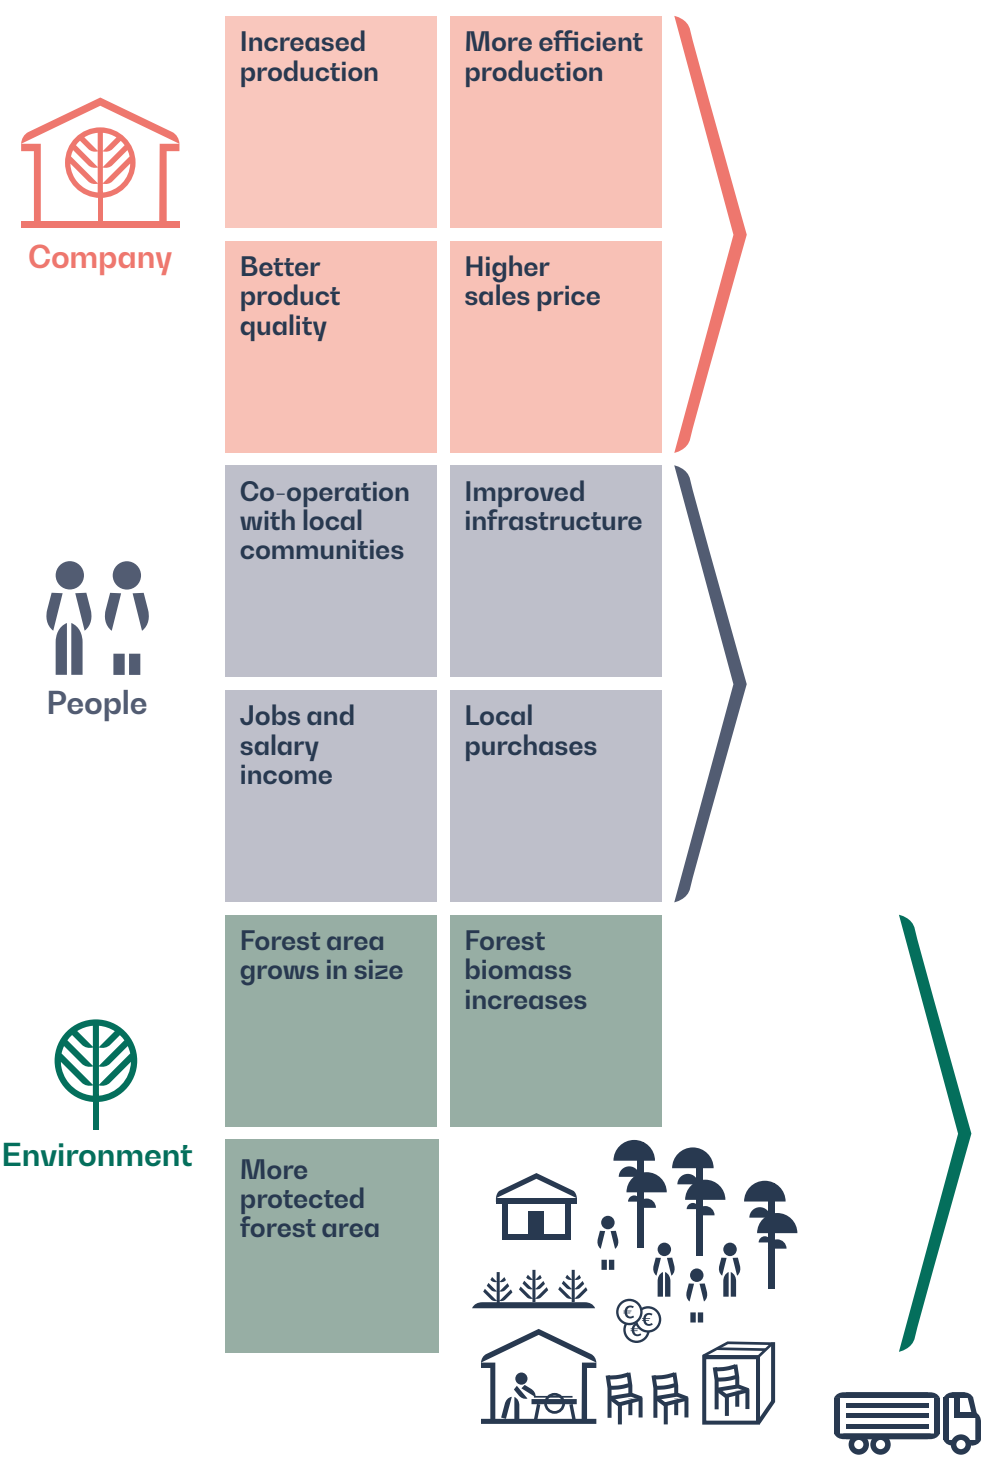 Increased
production
More efficient
production
Company
Better
product
quality
Higher
sales price
Co-operation
with local
communities
Improved
infrastructure
People
Jobs and
salary
income
Local
purchases
Forest area
grows in size
Forest
biomass
increases
Environment
More
protected
forest area
€
€
€